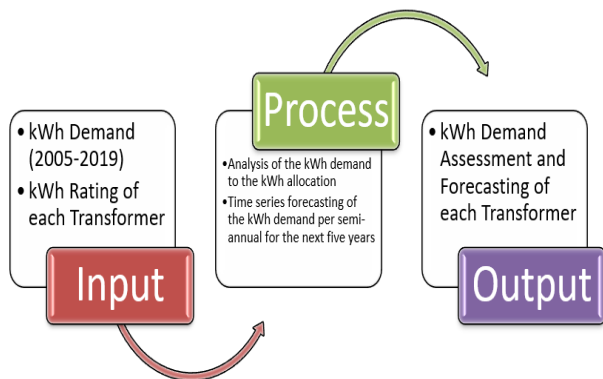 • kWh Demand
(2005-2019)
• kWh Rating of
each Transformer
Input
Process
•Analysis of the kWh demand
to the kWh allocation
•Time series forecasting of
the kWh demand per semi-
annual for the next five years
• kWh Demand
Assessment and
Forecasting of
each Transformer
Output